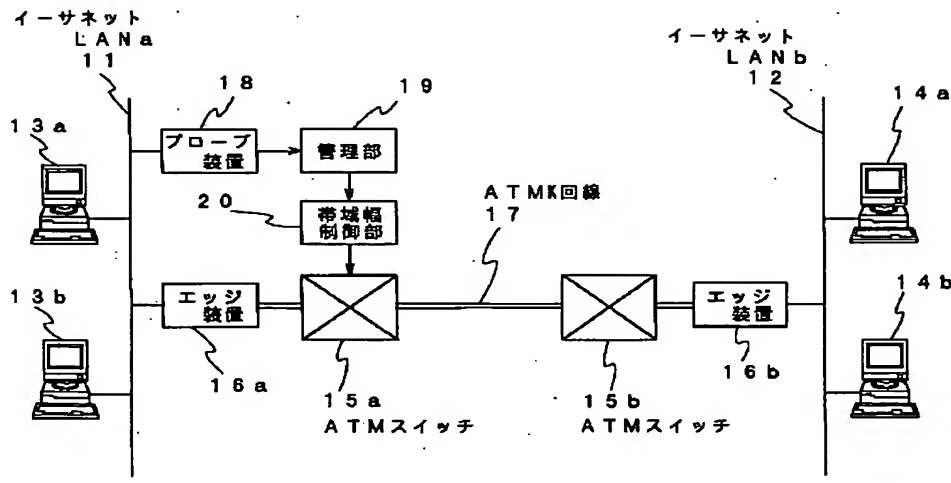 イーサネット
LANa
11
イーサネット
LANb
12
18
19
14a
13a
プローブ
装置
管理部
20
帯域幅
制御部
ATMK回線
17
13b
エッジ
装置
エッジ
装置
14b
16a
15a
ATMスイッチ
15b
ATMスイッチ
16b